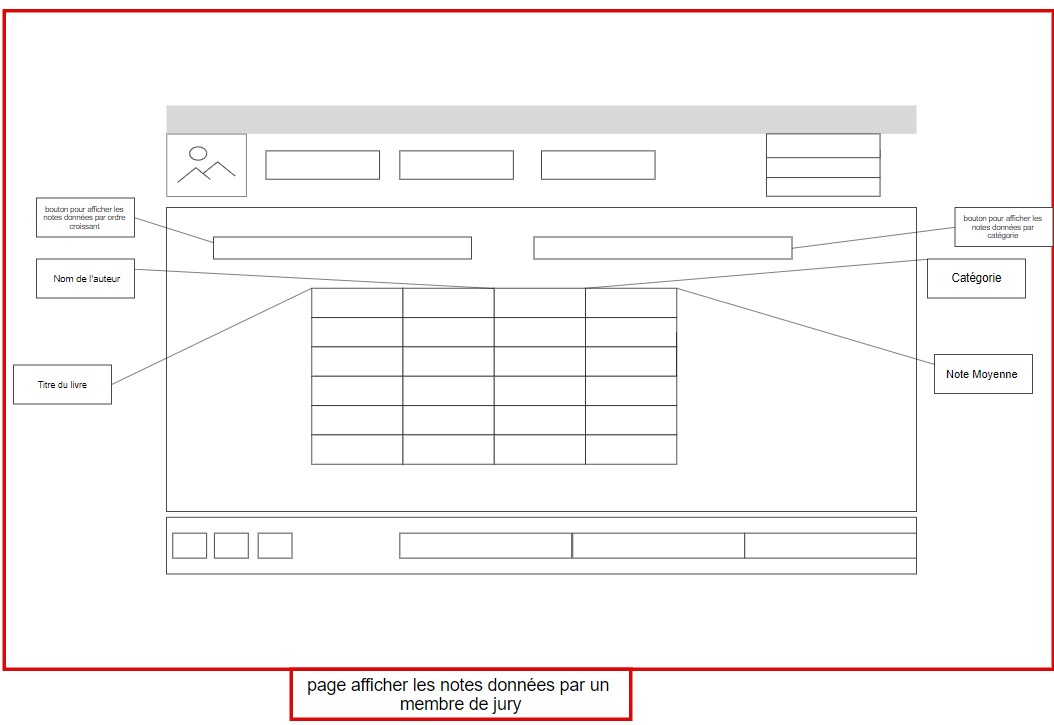 bouton pour afficher les
notes données par ordre
croissant
bouton pour afficher les
notes données par
catégorie
Nom de l'auteur
Catégorie
Titre du livre
Note Moyenne
page afficher les notes données par un
membre de jury